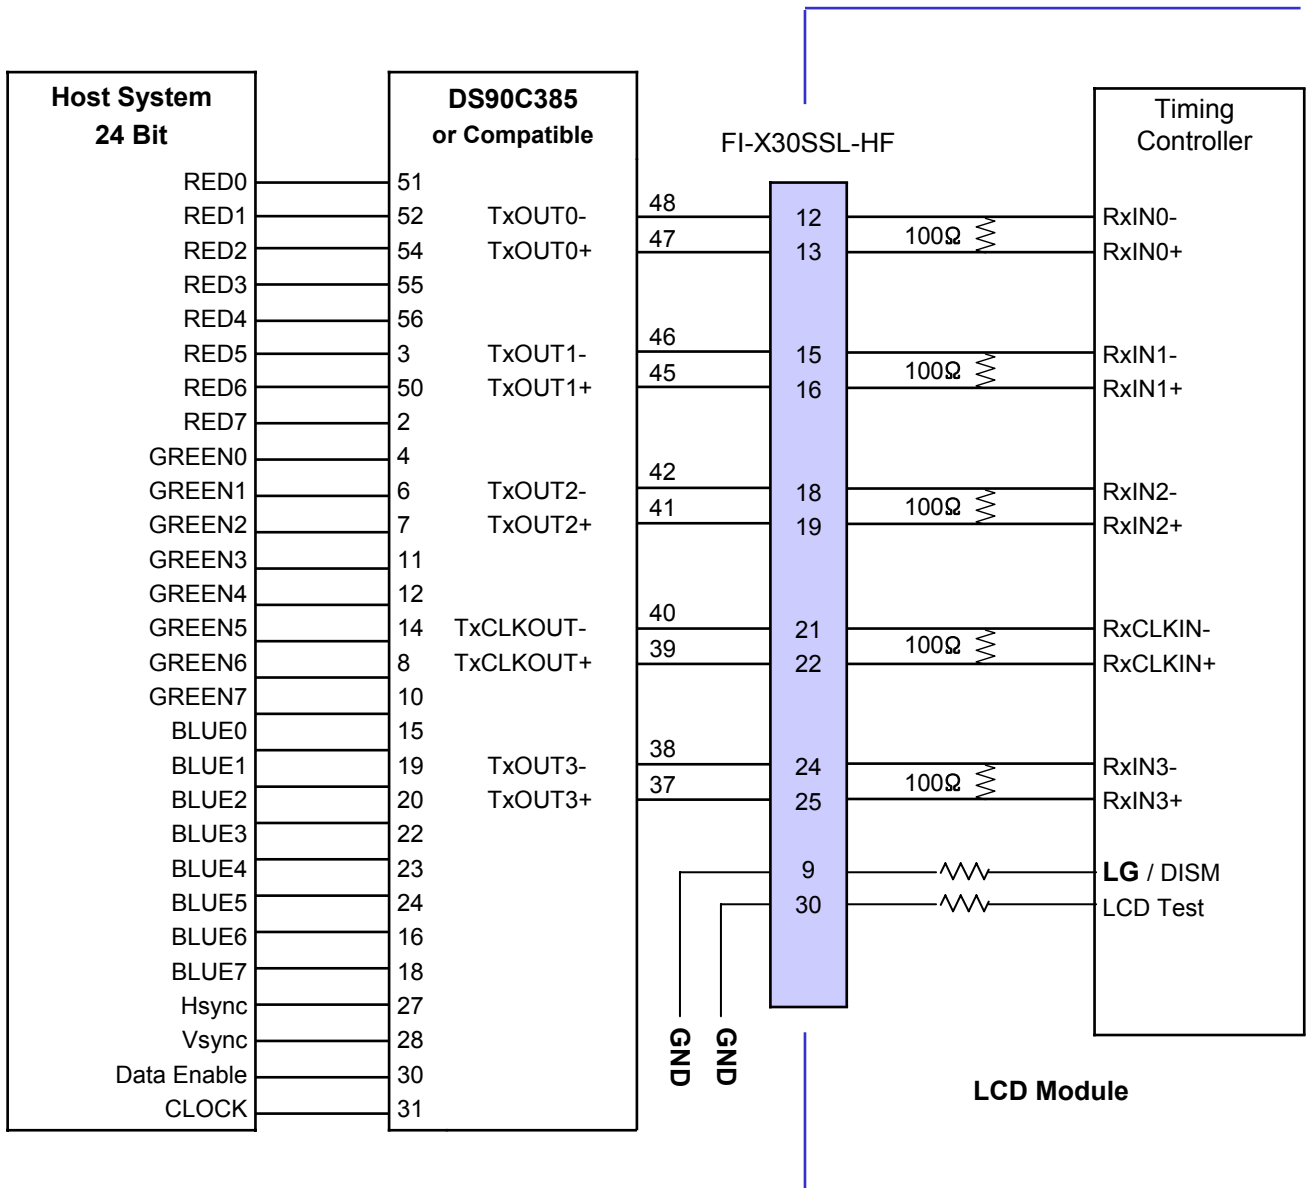 Host System
24 Bit
RED0
RED1
RED2
RED3
RED4
RED5
RED6
RED7
GREEN0
GREEN1
GREEN2
GREEN3
GREEN4
GREEN5
GREEN6
GREEN7
BLUE0
BLUE1
BLUE2
BLUE3
BLUE4
BLUE5
BLUE6
BLUE7
Hsync
Vsync
Data Enable
CLOCK
DS90C385
or Compatible
51
52
54
55
56
3
50
2
4
6
7
11
12
14
8
10
15
19
20
22
23
24
16
18
27
28
30
31
TxOUT0-
TxOUT0+
TxOUT1-
TxOUT1+
TxOUT2-
TxOUT2+
TxCLKOUT-
TxCLKOUT+
TxOUT3-
TxOUT3+
48
47
46
45
42
41
40
39
38
37
GND
GND
FI-X30SSL-HF
12
13
15
16
18
19
21
22
24
25
9
30
100Ω
100Ω
100Ω
100Ω
100Ω
Timing
Controller
RxIN0-
RxIN0+
RxIN1-
RxIN1+
RxIN2-
RxIN2+
RxCLKIN-
RxCLKIN+
RxIN3-
RxIN3+
LG / DISM
LCD Test
LCD Module